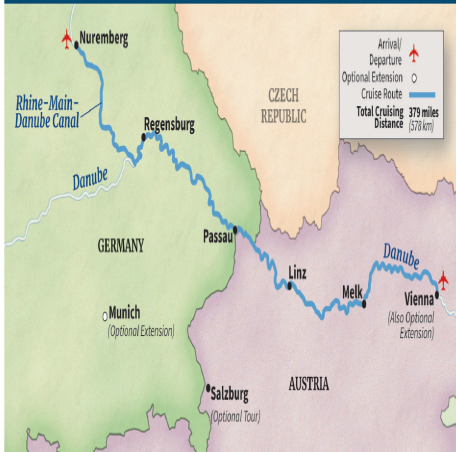 Nuremberg
Arrival/
Departure
Optional Extension
Cruise Route
Total Cruising 379 miles
Distance (578 km)
CZECH
REPUBLIC
Rhine-Main-
Danube Canal
Regensburg
Danube
Passau
GERMANY
Danube
Linz
Melk
Vienna
(Also Optional
Extension)
Munich
(Optional Extension)
AUSTRIA
Salzburg
(Optional Tour)